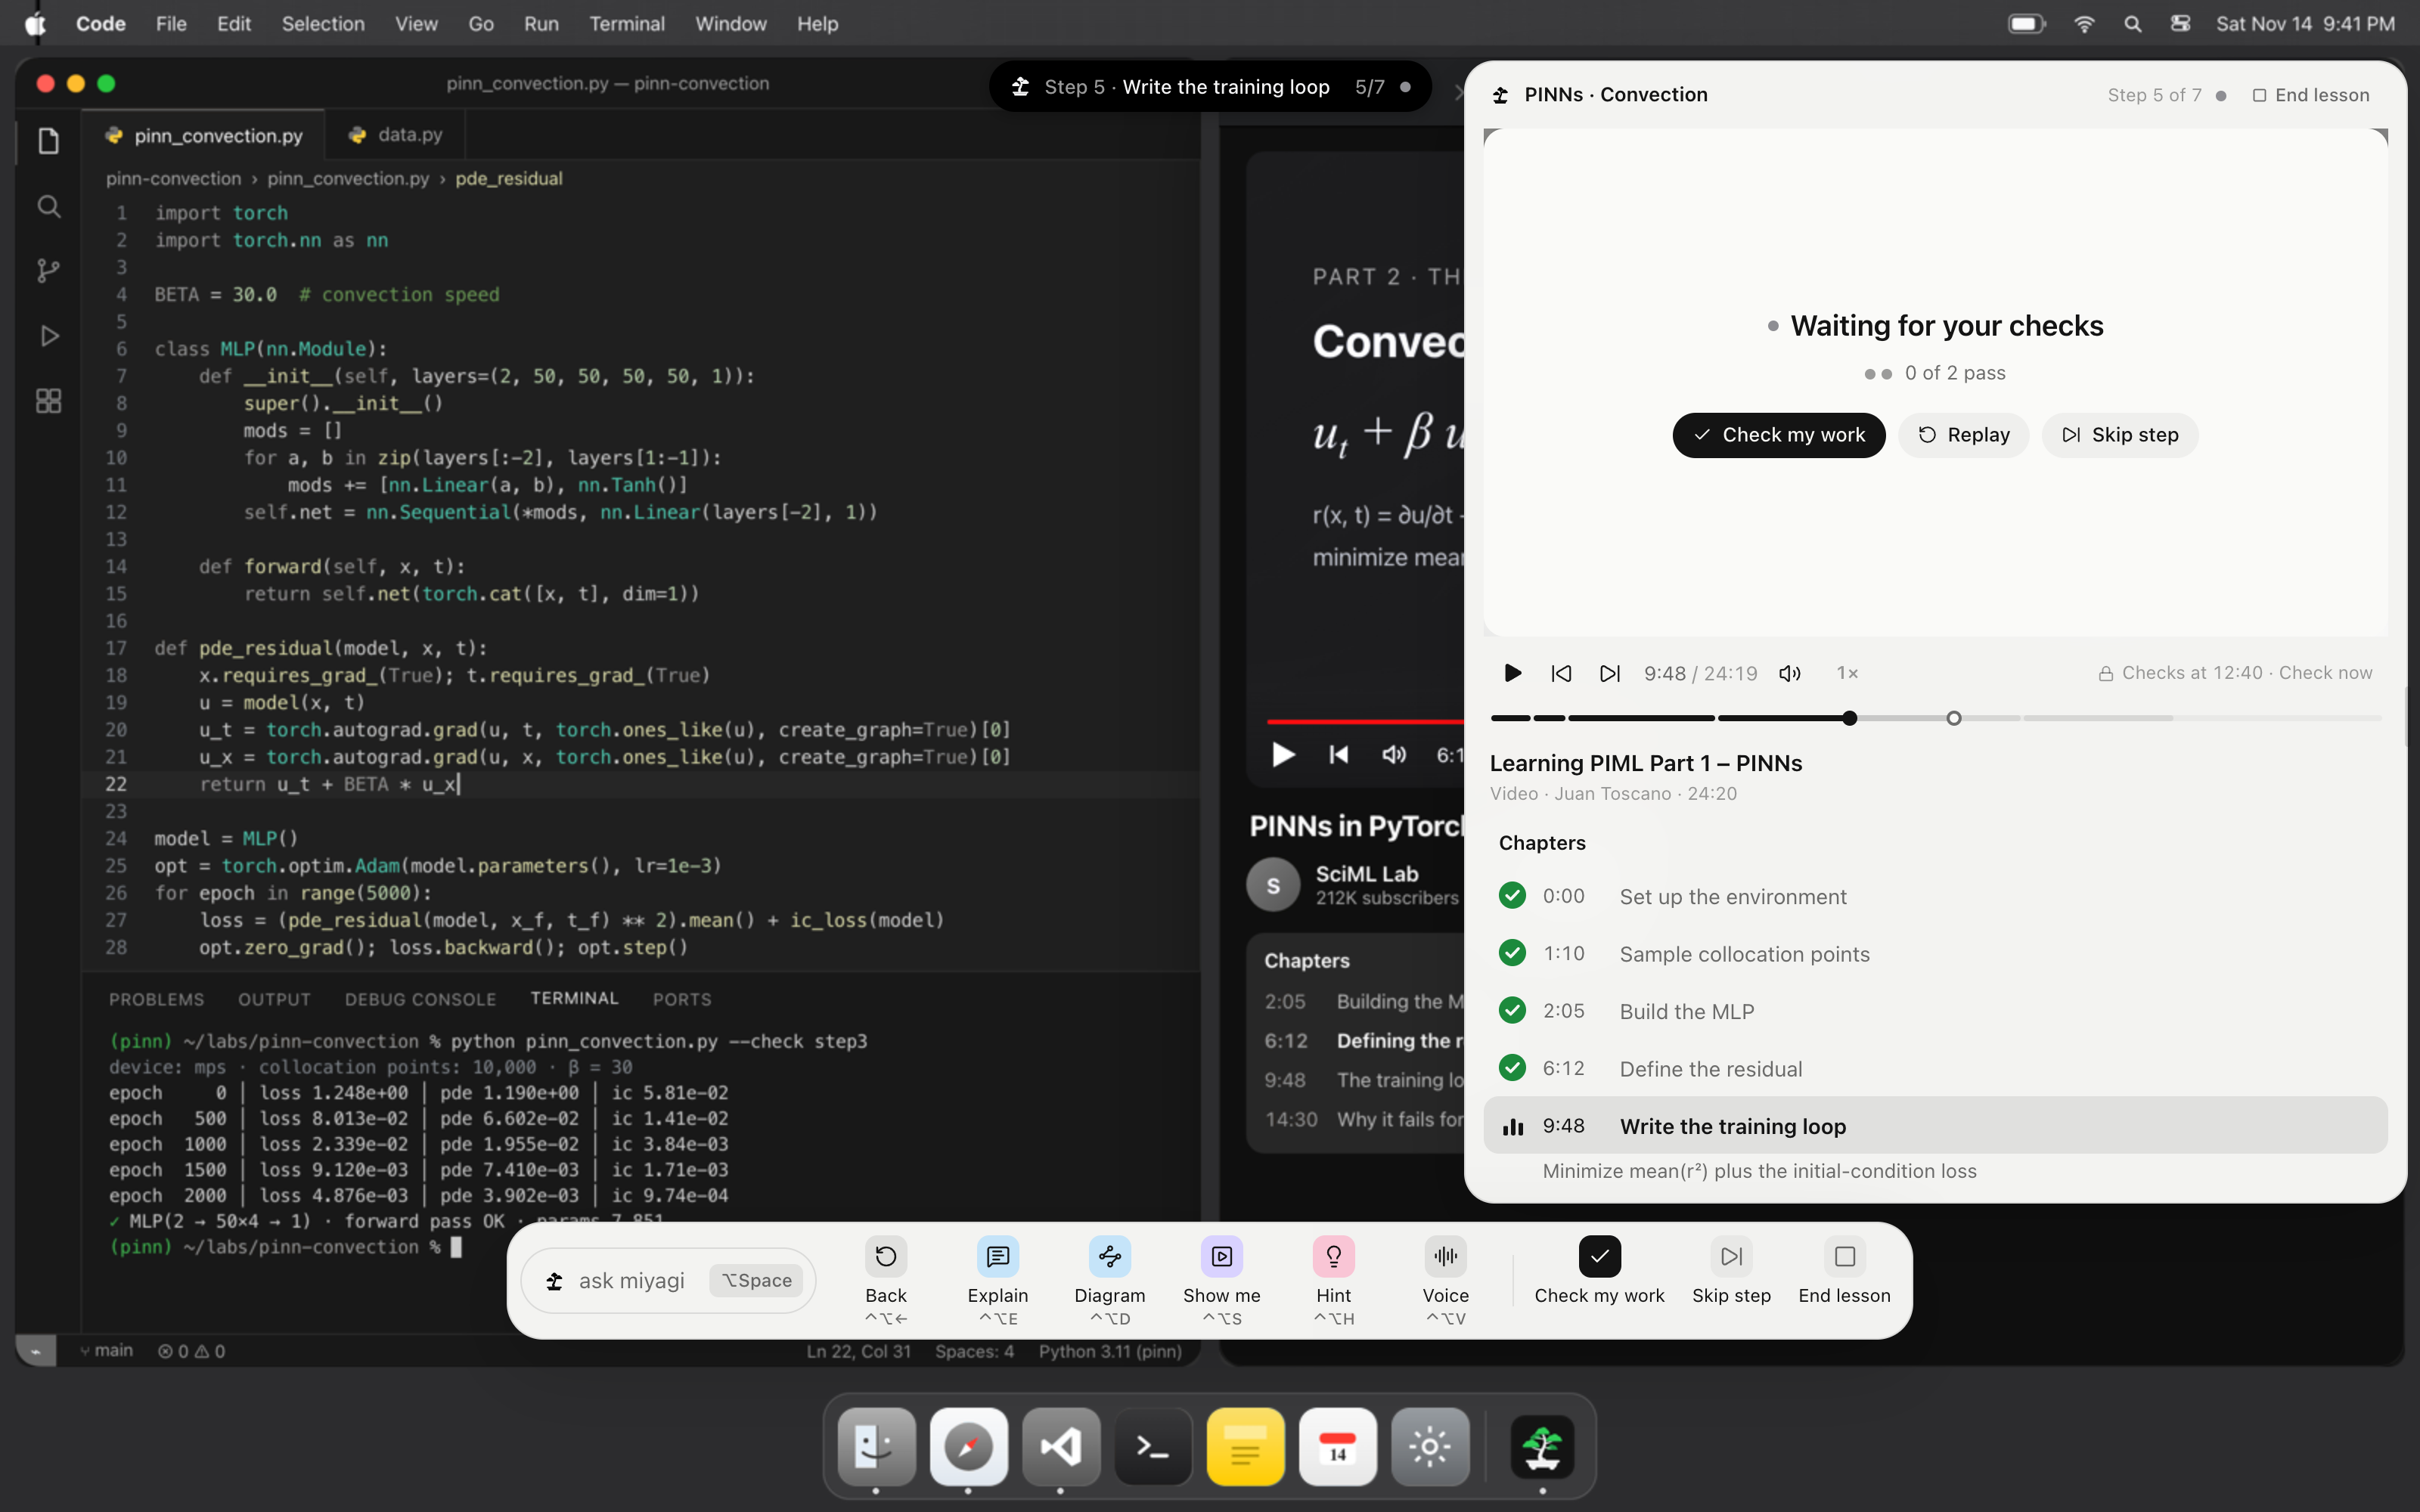 Code File Edit Selection View Go Run Terminal Window Help
Sat Nov 14 9:41 PM
pinn_convection.py — pinn-convection
pinn_convection.py
data.py
pinn-convection › pinn_convection.py › pde_residual
1 import torch
2 import torch.nn as nn
3
4 BETA = 30.0 # convection speed
5
6 class MLP(nn.Module):
7 def __init__(self, layers=(2, 50, 50, 50, 50, 1)):
8 super().__init__()
9 mods = []
10 for a, b in zip(layers[:-2], layers[1:-1]):
11 mods += [nn.Linear(a, b), nn.Tanh()]
12 self.net = nn.Sequential(*mods, nn.Linear(layers[-2], 1))
13
14 def forward(self, x, t):
15 return self.net(torch.cat([x, t], dim=1))
16
17 def pde_residual(model, x, t):
18 x.requires_grad_(True); t.requires_grad_(True)
19 u = model(x, t)
20 u_t = torch.autograd.grad(u, t, torch.ones_like(u), create_graph=True)[0]
21 u_x = torch.autograd.grad(u, x, torch.ones_like(u), create_graph=True)[0]
22 return u_t + BETA * u_x
23
24 model = MLP()
25 opt = torch.optim.Adam(model.parameters(), lr=1e-3)
26 for epoch in range(5000):
27 loss = (pde_residual(model, x_f, t_f) ** 2).mean() + ic_loss(model)
28 opt.zero_grad(); loss.backward(); opt.step()
PROBLEMS OUTPUT DEBUG CONSOLE TERMINAL PORTS
(pinn) ~/labs/pinn-convection % python pinn_convection.py --check step3
device: mps · collocation points: 10,000 · β = 30
epoch 0 | loss 1.248e+00 | pde 1.190e+00 | ic 5.81e-02
epoch 500 | loss 8.013e-02 | pde 6.602e-02 | ic 1.41e-02
epoch 1000 | loss 2.339e-02 | pde 1.955e-02 | ic 3.84e-03
epoch 1500 | loss 9.120e-03 | pde 7.410e-03 | ic 1.71e-03
epoch 2000 | loss 4.876e-03 | pde 3.902e-03 | ic 9.74e-04
✓ MLP(2 → 50×4 → 1) · forward pass OK · params 7,851
(pinn) ~/labs/pinn-convection %
main 0 0
Ln 22, Col 31 Spaces: 4 Python 3.11 (pinn)
Step 5 · Write the training loop 5/7
PART 2 · TH
Convec
uₜ + β u
r(x, t) = ∂u/∂t
minimize mea
6:1
PINNs in PyTorc
S
SciML Lab
212K subscribers
Chapters
2:05 Building the M
6:12 Defining the r
9:48 The training lo
14:30 Why it fails for
PINNs · Convection
Step 5 of 7
End lesson
Waiting for your checks
0 of 2 pass
Check my work
Replay
Skip step
9:48 / 24:19
1×
Checks at 12:40 · Check now
Learning PIML Part 1 – PINNs
Video · Juan Toscano · 24:20
Chapters
0:00 Set up the environment
1:10 Sample collocation points
2:05 Build the MLP
6:12 Define the residual
9:48 Write the training loop
Minimize mean(r²) plus the initial-condition loss
ask miyagi ⌥Space
Back ⌃⌥←
Explain ⌃⌥E
Diagram ⌃⌥D
Show me ⌃⌥S
Hint ⌃⌥H
Voice ⌃⌥V
Check my work
Skip step
End lesson
14